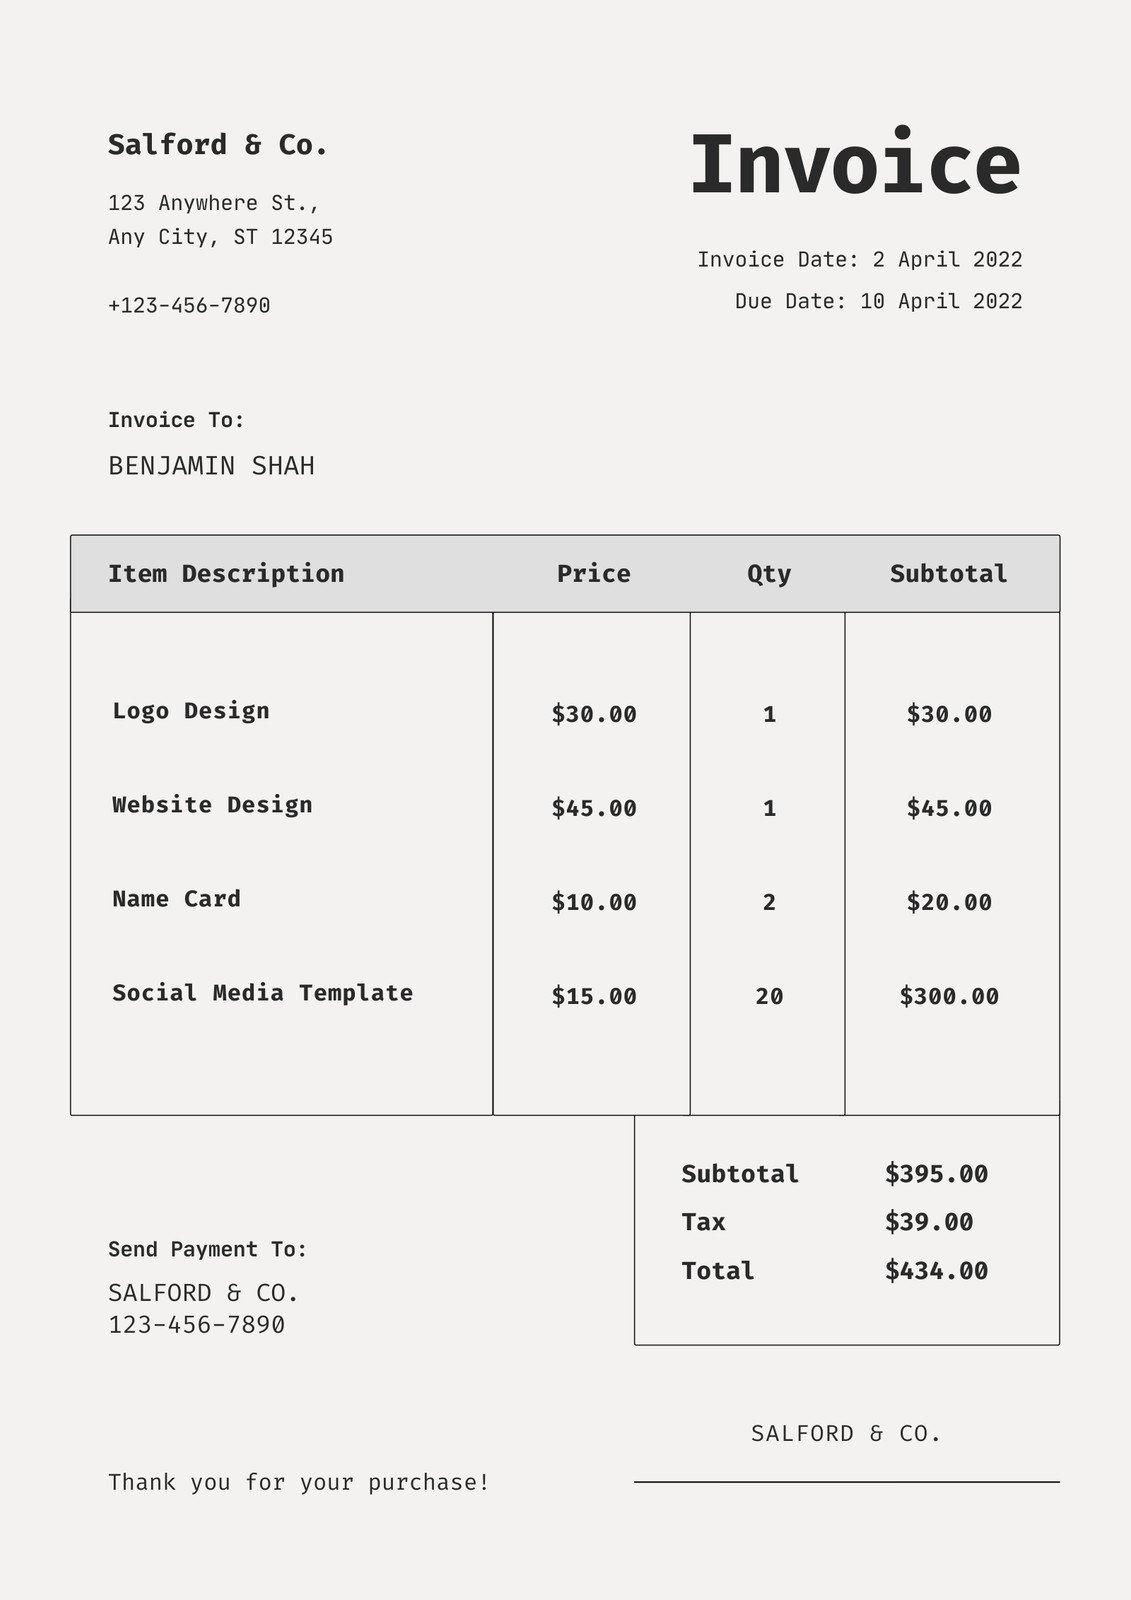 Salford & Co.
123 Anywhere St.,
Any City, ST 12345
+123-456-7890
Invoice
Invoice Date: 2 April 2022
Due Date: 10 April 2022
Invoice To:
BENJAMIN SHAH
Item Description Price Qty Subtotal
Logo Design $30.00 1 $30.00
Website Design $45.00 1 $45.00
Name Card $10.00 2 $20.00
Social Media Template $15.00 20 $300.00
Subtotal $395.00
Tax $39.00
Total $434.00
Send Payment To:
SALFORD & CO.
123-456-7890
SALFORD & CO.
Thank you for your purchase!